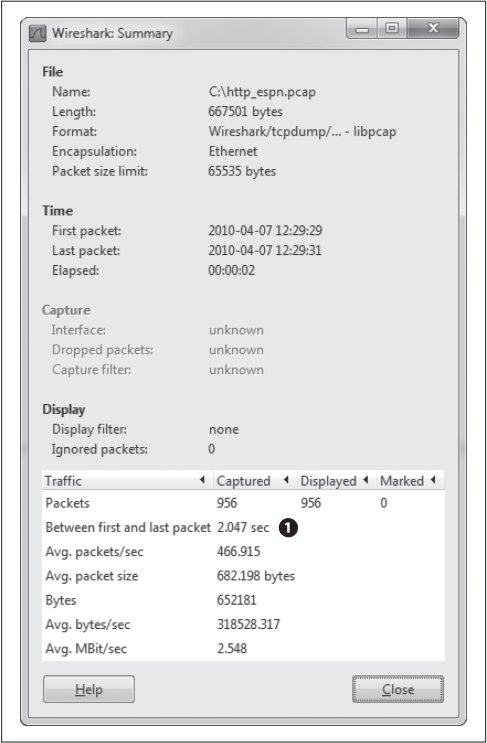 Wireshark: Summary
File
Name: C:\http_espn.pcap
Length: 667501 bytes
Format: Wireshark/tcpdump/... - libpcap
Encapsulation: Ethernet
Packet size limit: 65535 bytes
Time
First packet: 2010-04-07 12:29:29
Last packet: 2010-04-07 12:29:31
Elapsed: 00:00:02
Capture
Interface: unknown
Dropped packets: unknown
Capture filter: unknown
Display
Display filter: none
Ignored packets: 0
Traffic Captured Displayed Marked
Packets 956 956 0
Between first and last packet 2.047 sec ❶
Avg. packets/sec 466.915
Avg. packet size 682.198 bytes
Bytes 652181
Avg. bytes/sec 318528.317
Avg. MBit/sec 2.548
Help Close